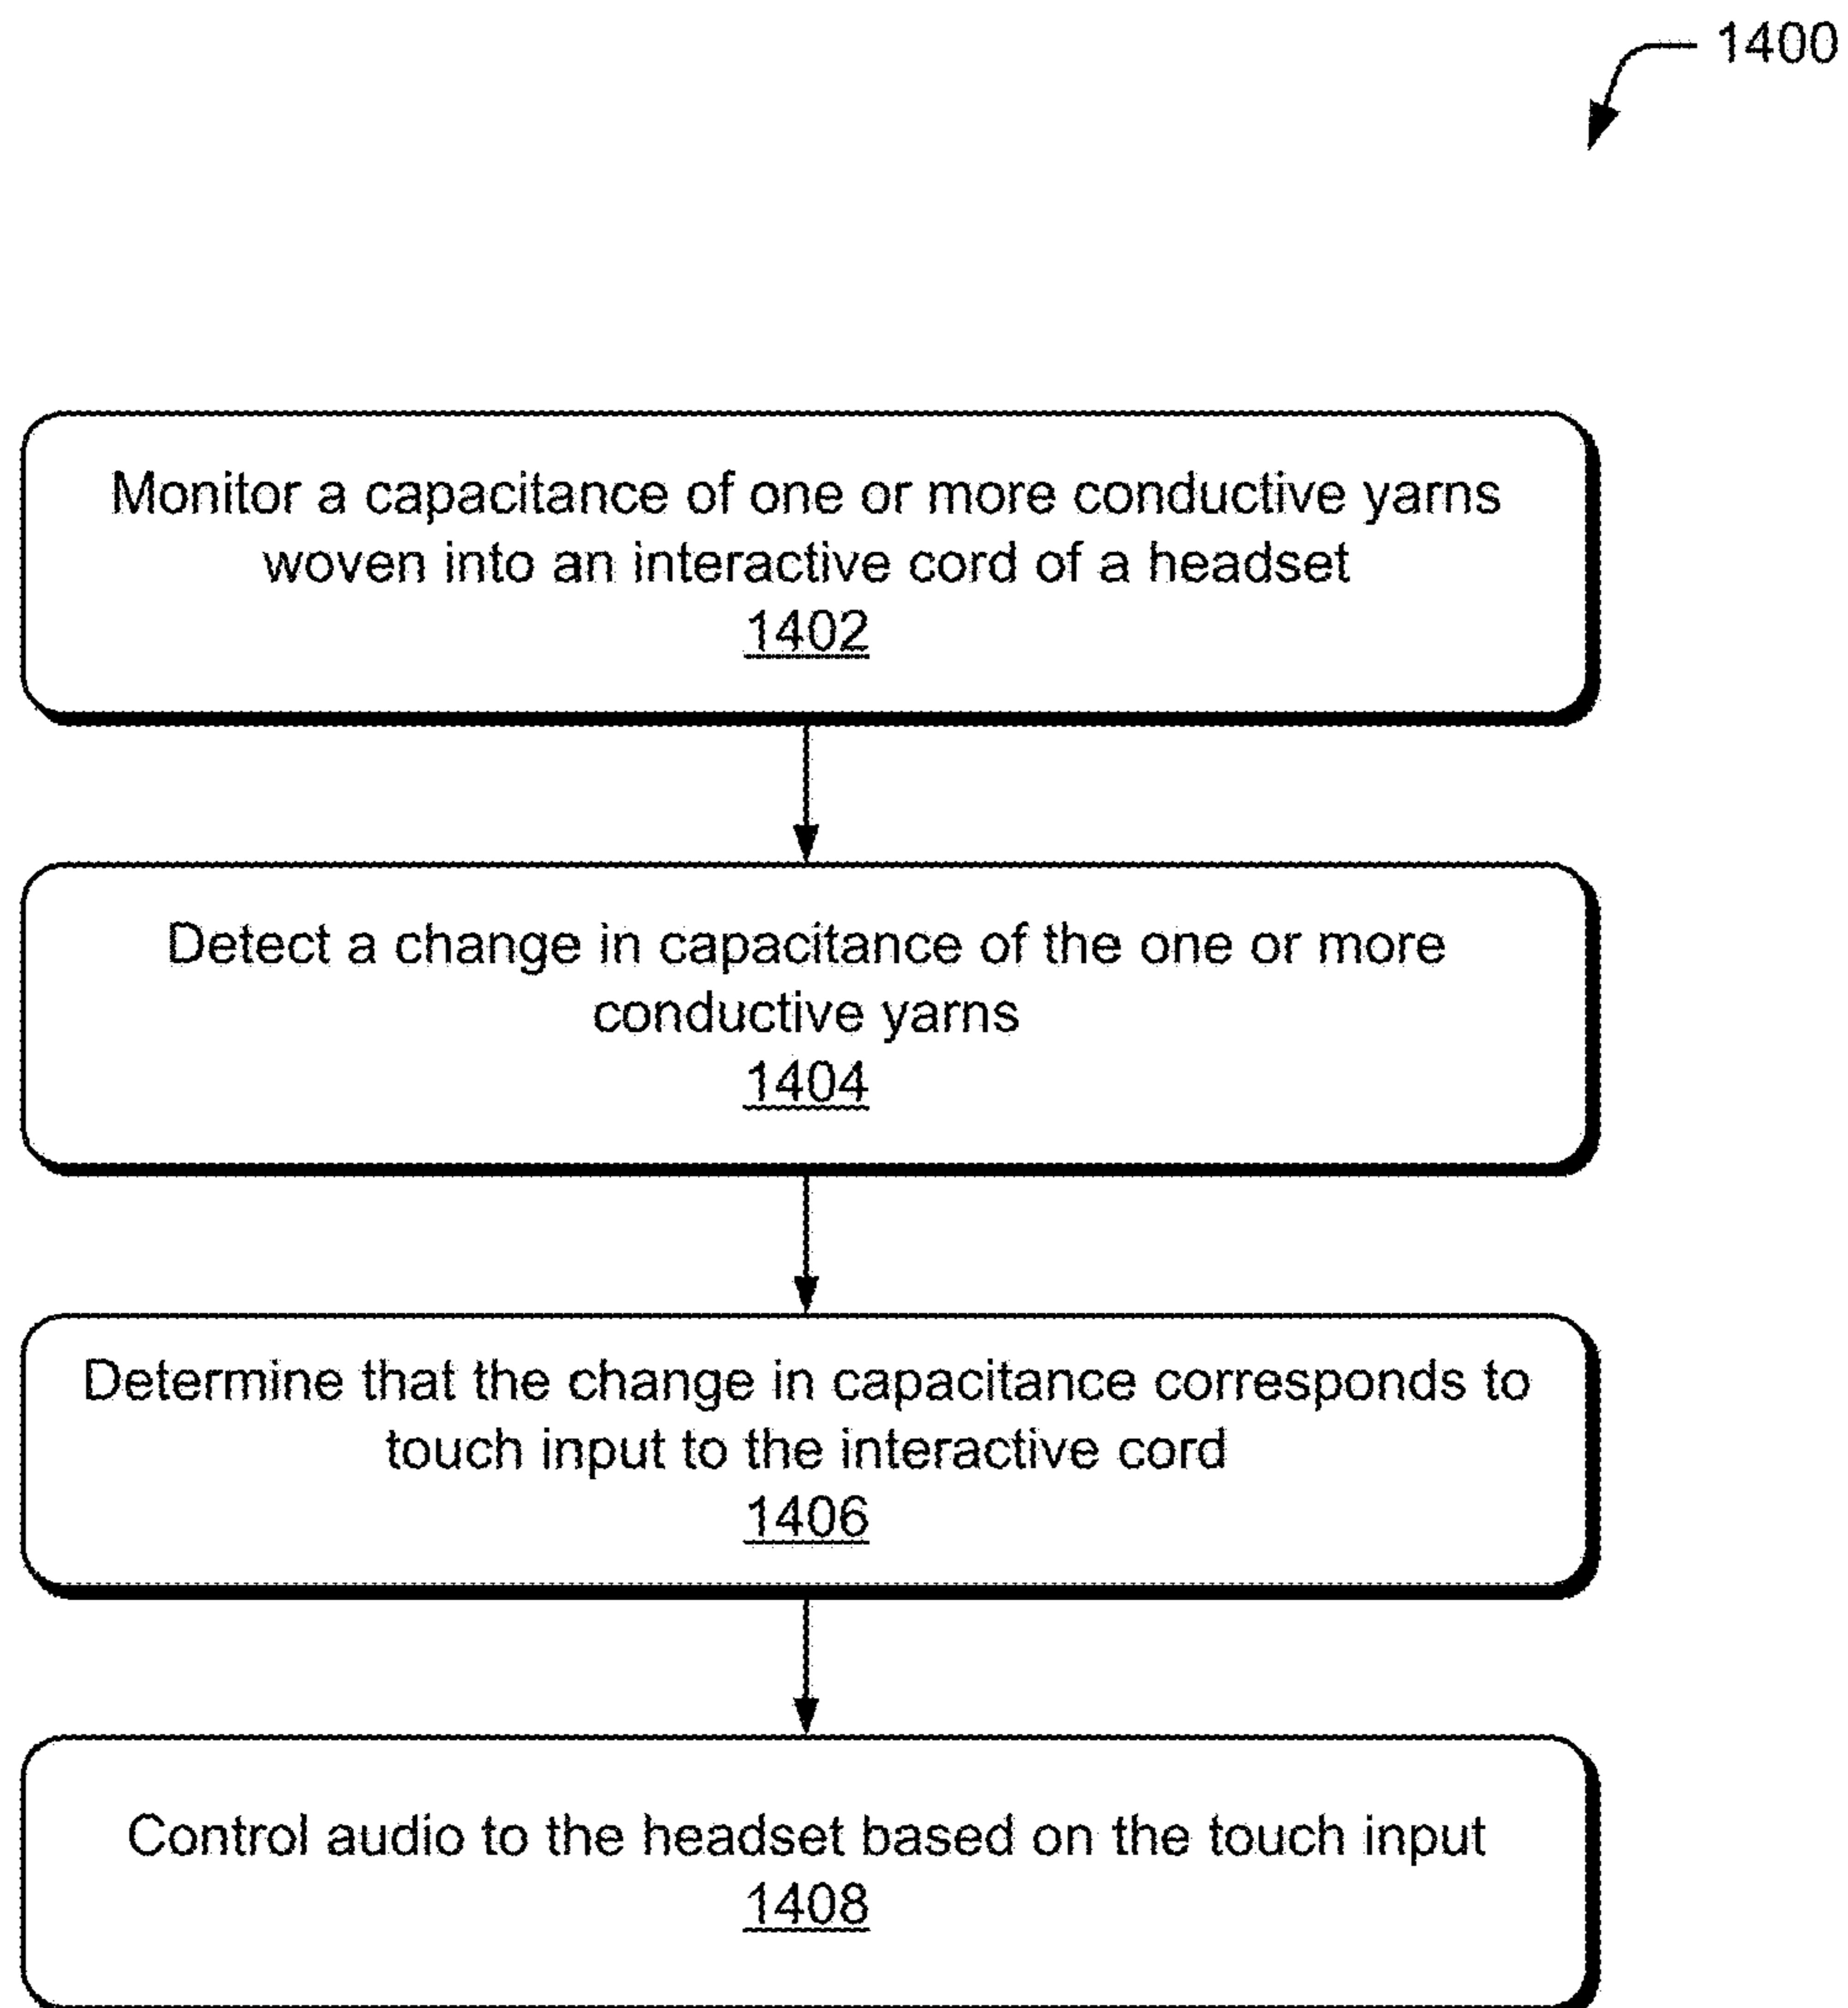 1400
Monitor a capacitance of one or more conductive yarns
woven into an interactive cord of a headset
1402
Detect a change in capacitance of the one or more
conductive yarns
1404
Determine that the change in capacitance corresponds to
touch input to the interactive cord
1406
Control audio to the headset based on the touch input
1408